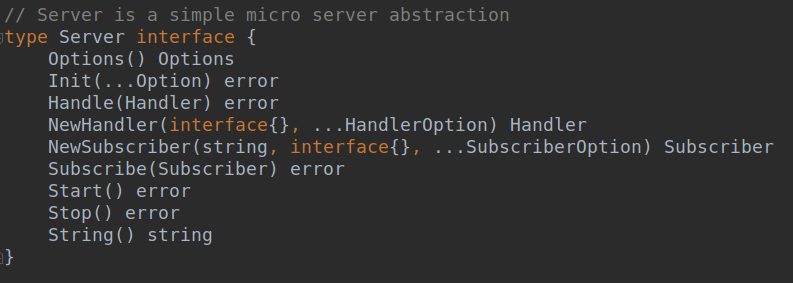 // Server is a simple micro server abstraction
type Server interface {
    Options() Options
    Init(...Option) error
    Handle(Handler) error
    NewHandler(interface{}, ...HandlerOption) Handler
    NewSubscriber(string, interface{}, ...SubscriberOption) Subscriber
    Subscribe(Subscriber) error
    Start() error
    Stop() error
    String() string
}